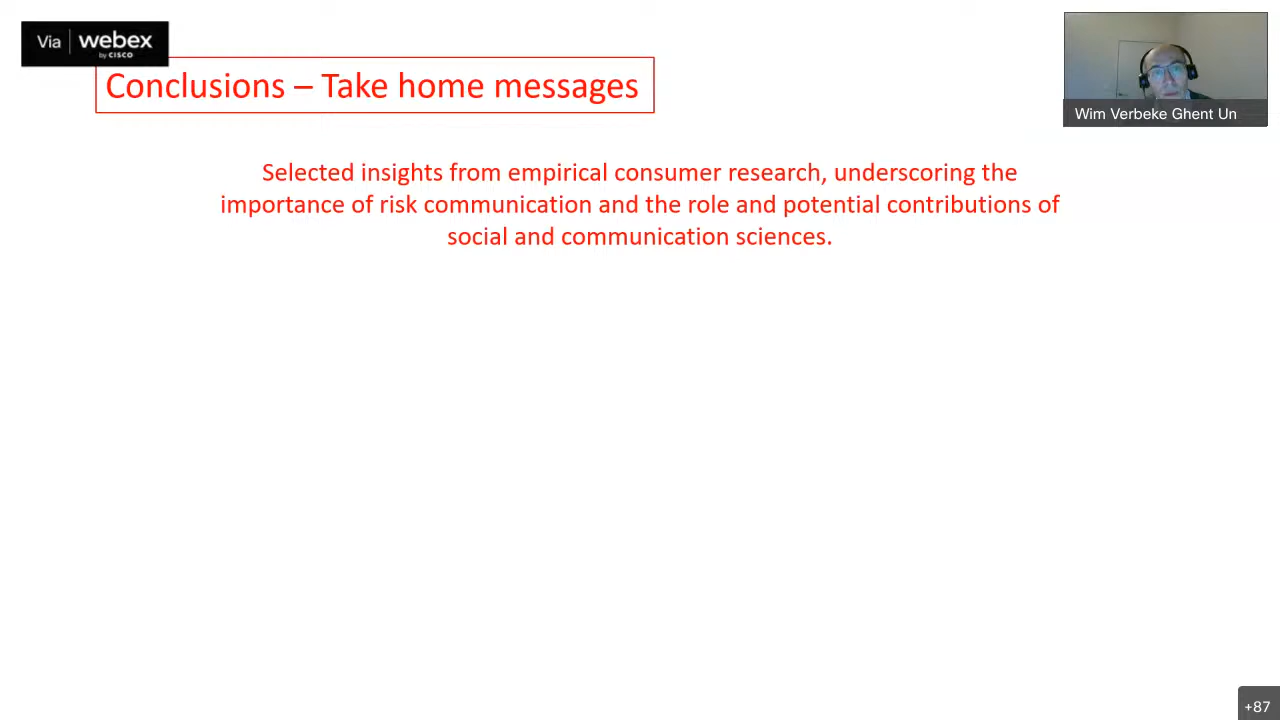 Via webex
by CISCO
Conclusions – Take home messages
Wim Verbeke Ghent Un
Selected insights from empirical consumer research, underscoring the
importance of risk communication and the role and potential contributions of
social and communication sciences.
+87